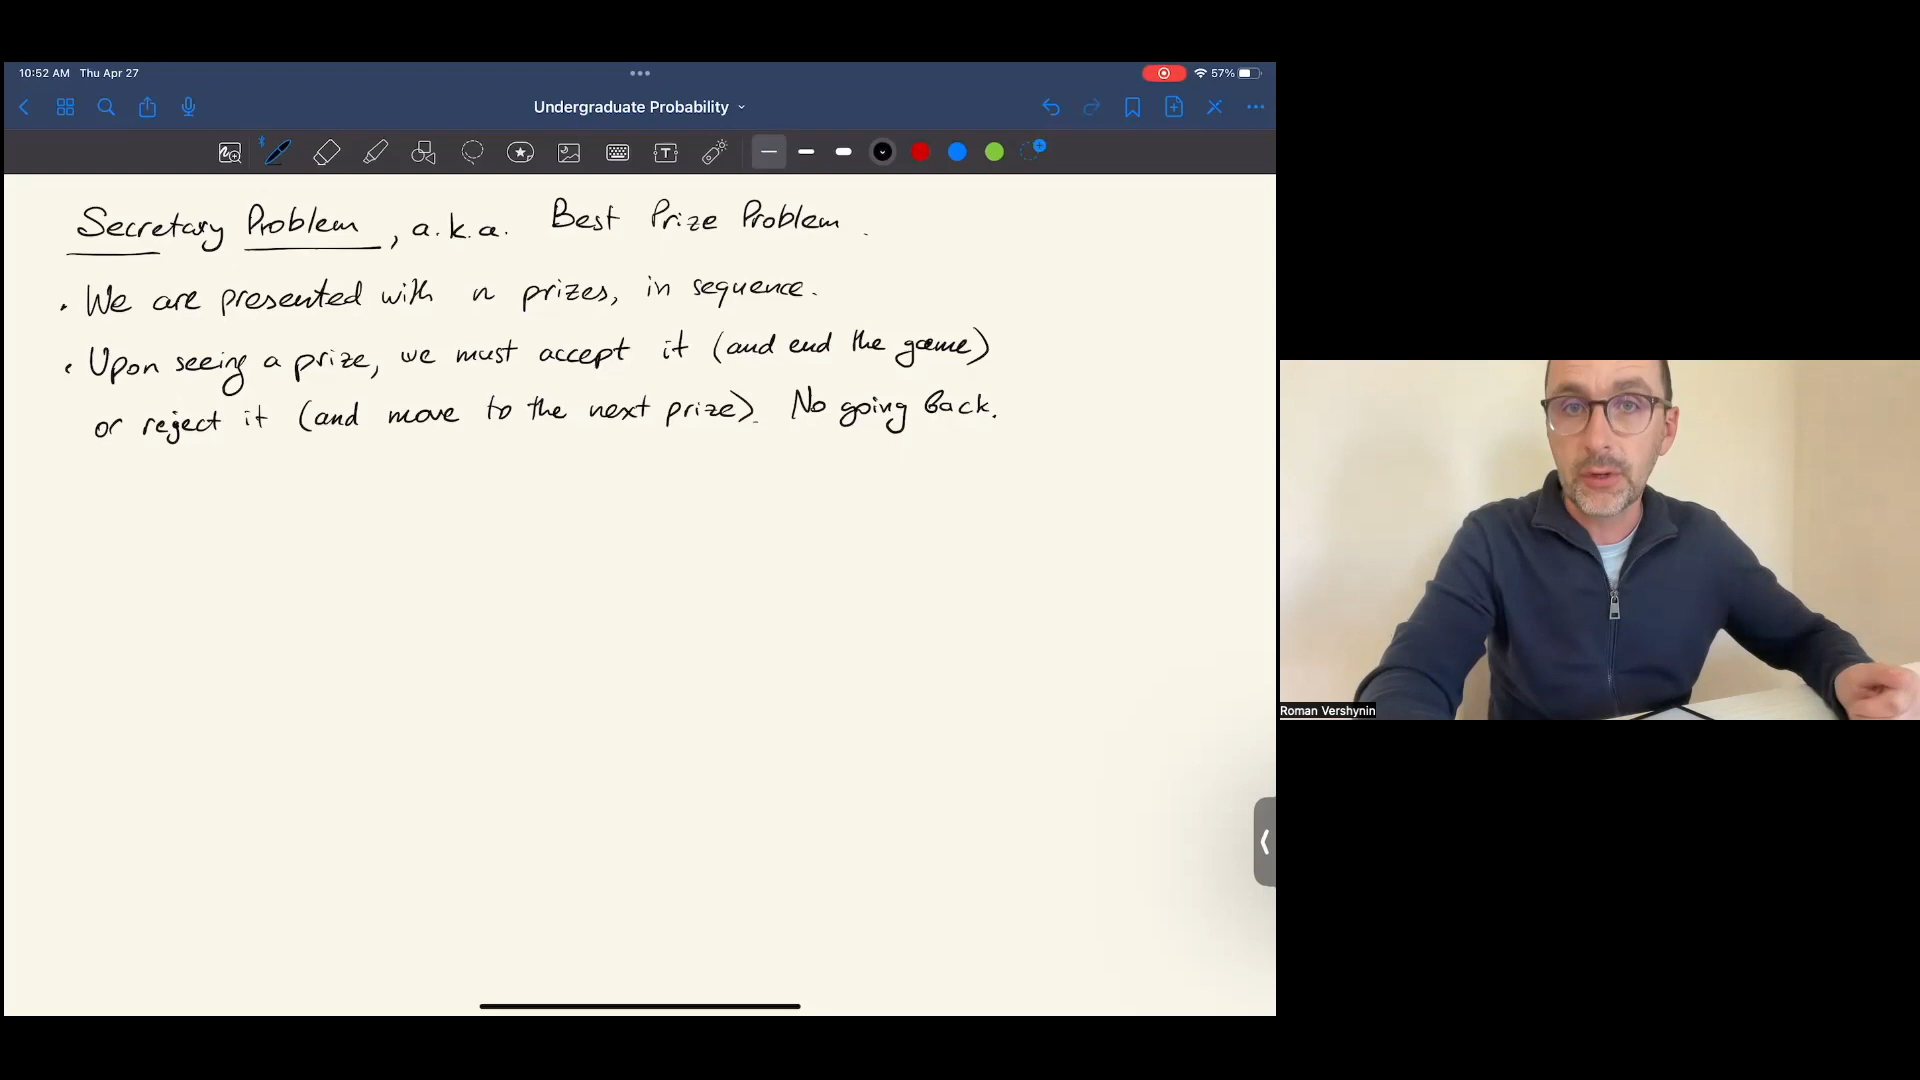 10:52 AM Thu Apr 27
57%
Undergraduate Probability
Secretary Problem, a.k.a. Best Prize Problem.
• We are presented with n prizes, in sequence.
• Upon seeing a prize, we must accept it (and end the game)
or reject it (and move to the next prize). No going back.
Roman Vershynin